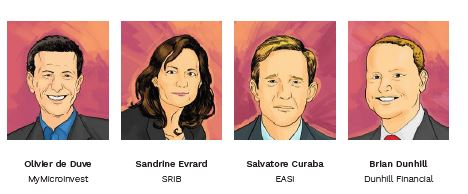 Olivier de Duve
MyMicroInvest
Sandrine Evrard
SRIB
Salvatore Curaba
EASI
Brian Dunhill
Dunhill Financial